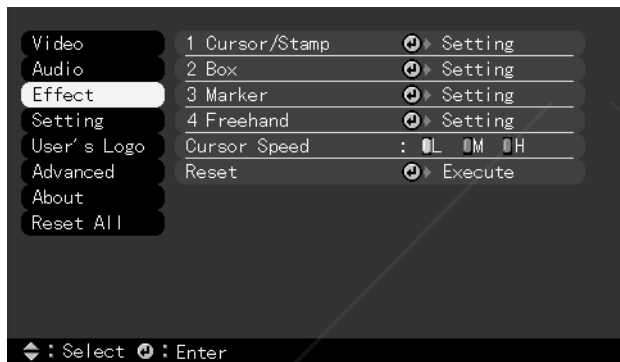 Video
Audio
Effect
Setting
User's Logo
Advanced
About
Reset All
1 Cursor/Stamp Setting
2 Box Setting
3 Marker Setting
4 Freehand Setting
Cursor Speed : L M H
Reset Execute
: Select : Enter